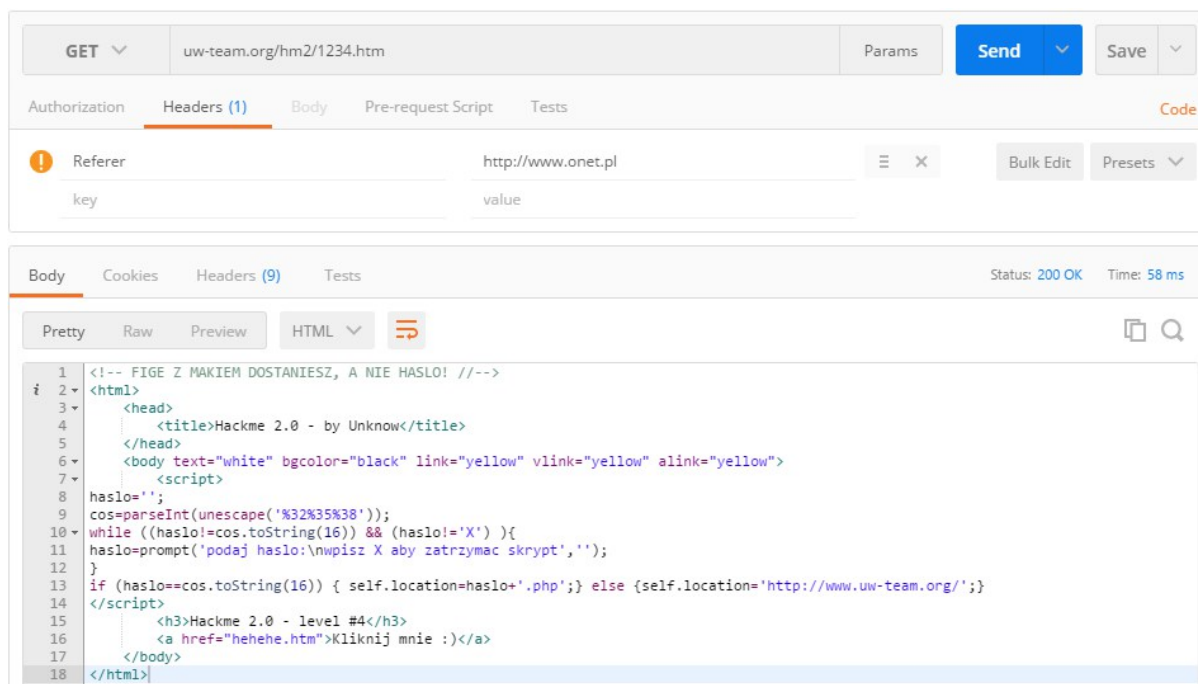 GET uw-team.org/hm2/1234.htm Params Send Save
Authorization Headers (1) Body Pre-request Script Tests Code
Referer http://www.onet.pl Bulk Edit Presets
key value
Body Cookies Headers (9) Tests Status: 200 OK Time: 58 ms
Pretty Raw Preview HTML
1 <!-- FIGE Z MAKIEM DOSTANIESZ, A NIE HASLO! //-->
i 2 <html>
3 <head>
4 <title>Hackme 2.0 - by Unknow</title>
5 </head>
6 <body text="white" bgcolor="black" link="yellow" vlink="yellow" alink="yellow">
7 <script>
8 haslo='';
9 cos=parseInt(unescape('%32%35%38'));
10 while ((haslo!=cos.toString(16)) && (haslo!='X') ){
11 haslo=prompt('podaj haslo:\nwpisz X aby zatrzymac skrypt','');
12 }
13 if (haslo==cos.toString(16)) { self.location=haslo+'.php';} else {self.location='http://www.uw-team.org/';}
14 </script>
15 <h3>Hackme 2.0 - level #4</h3>
16 <a href="hehehe.htm">Kliknij mnie :)</a>
17 </body>
18 </html>